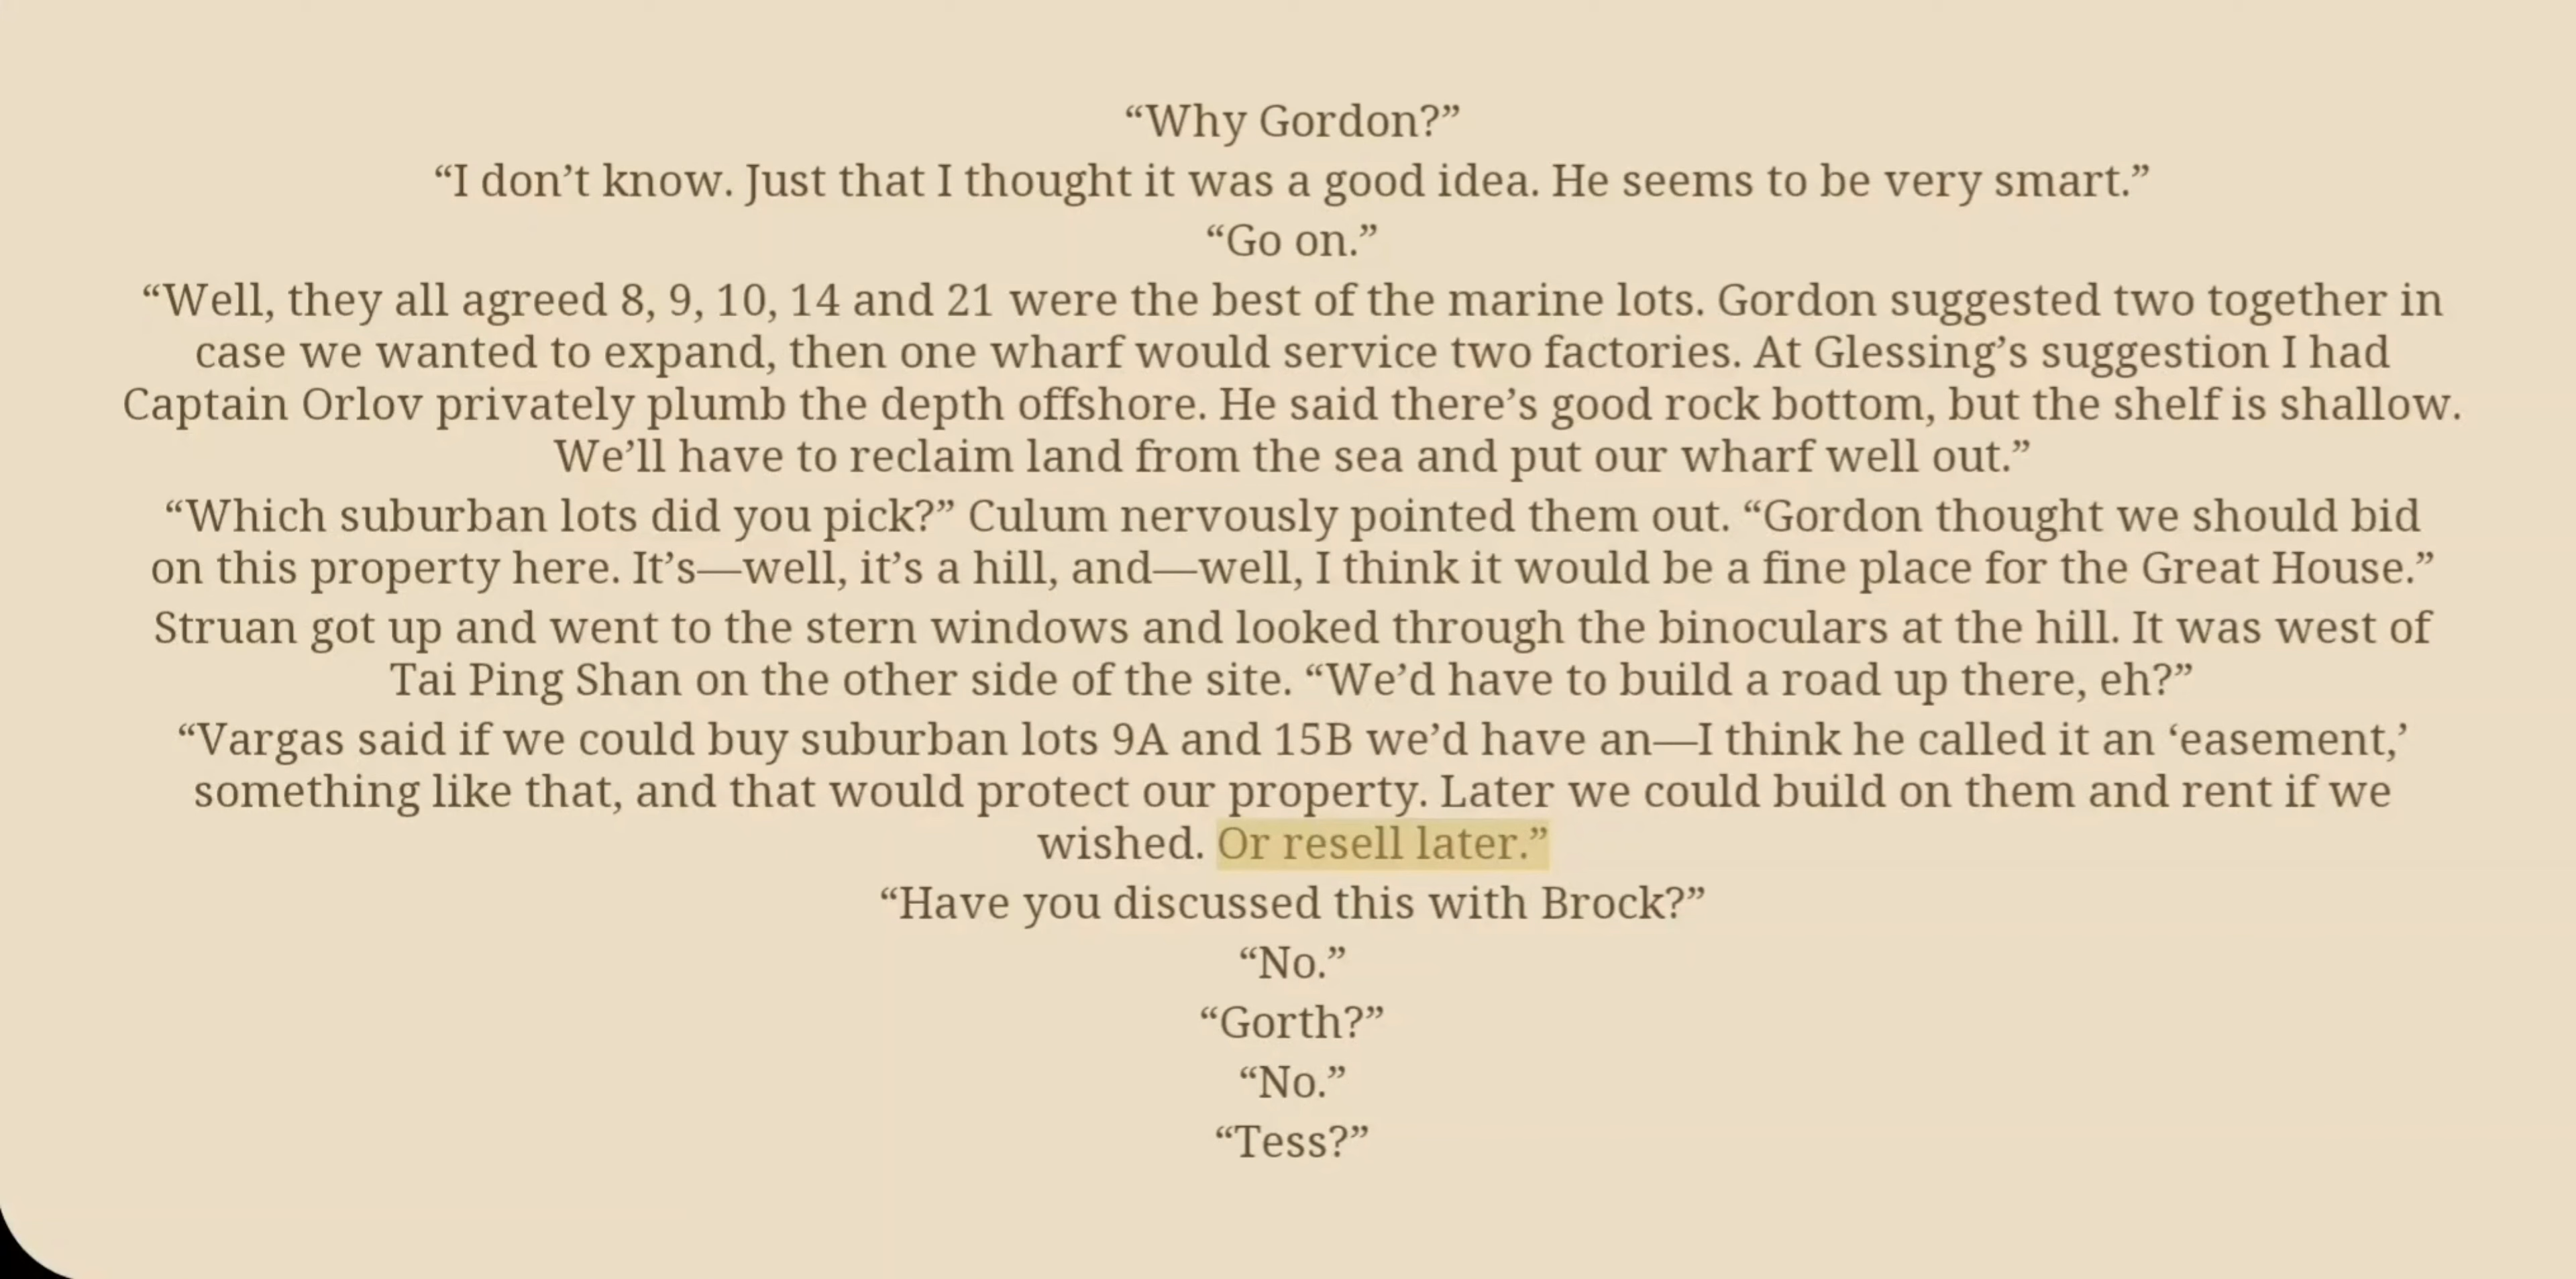 “Why Gordon?”
“I don’t know. Just that I thought it was a good idea. He seems to be very smart.”
“Go on.”
“Well, they all agreed 8, 9, 10, 14 and 21 were the best of the marine lots. Gordon suggested two together in
case we wanted to expand, then one wharf would service two factories. At Glessing’s suggestion I had
Captain Orlov privately plumb the depth offshore. He said there’s good rock bottom, but the shelf is shallow.
We’ll have to reclaim land from the sea and put our wharf well out.”
“Which suburban lots did you pick?” Culum nervously pointed them out. “Gordon thought we should bid
on this property here. It’s—well, it’s a hill, and—well, I think it would be a fine place for the Great House.”
Struan got up and went to the stern windows and looked through the binoculars at the hill. It was west of
Tai Ping Shan on the other side of the site. “We’d have to build a road up there, eh?”
“Vargas said if we could buy suburban lots 9A and 15B we’d have an—I think he called it an ‘easement,’
something like that, and that would protect our property. Later we could build on them and rent if we
wished. Or resell later.”
“Have you discussed this with Brock?”
“No.”
“Gorth?”
“No.”
“Tess?”